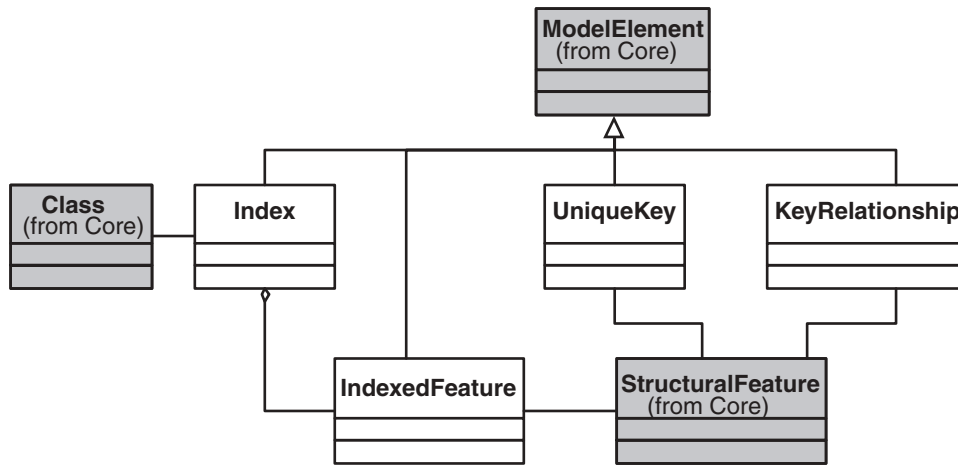 ModelElement
(from Core)
Class
(from Core)
Index
UniqueKey
KeyRelationship
IndexedFeature
StructuralFeature
(from Core)